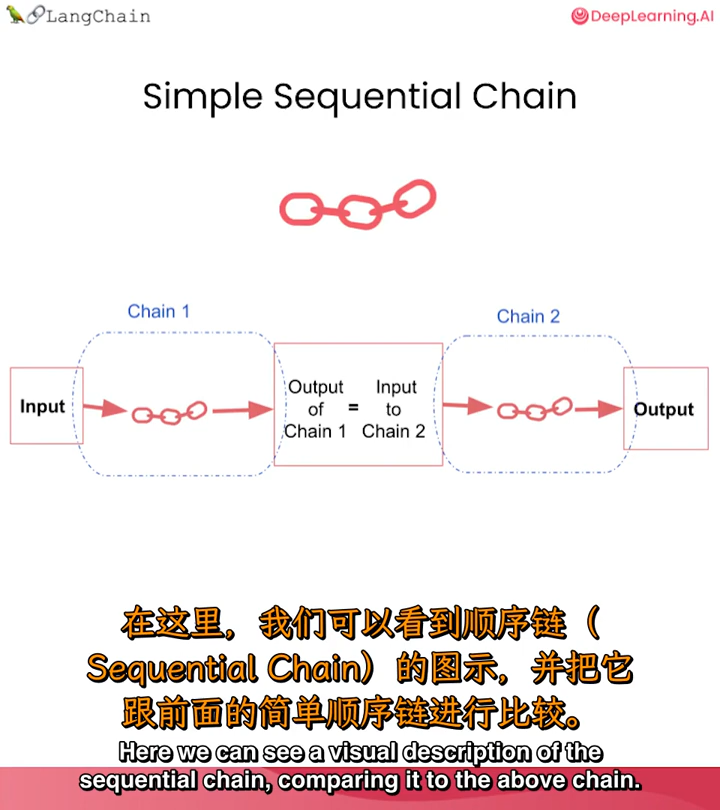 LangChain
DeepLearning.AI
Simple Sequential Chain
Chain 1
Chain 2
Input
Output
of
Chain 1
=
Input
to
Chain 2
Output
在这里，我们可以看到顺序链（
Sequential Chain）的图示，并把它
跟前面的简单顺序链进行比较。
Here we can see a visual description of the
sequential chain, comparing it to the above chain.